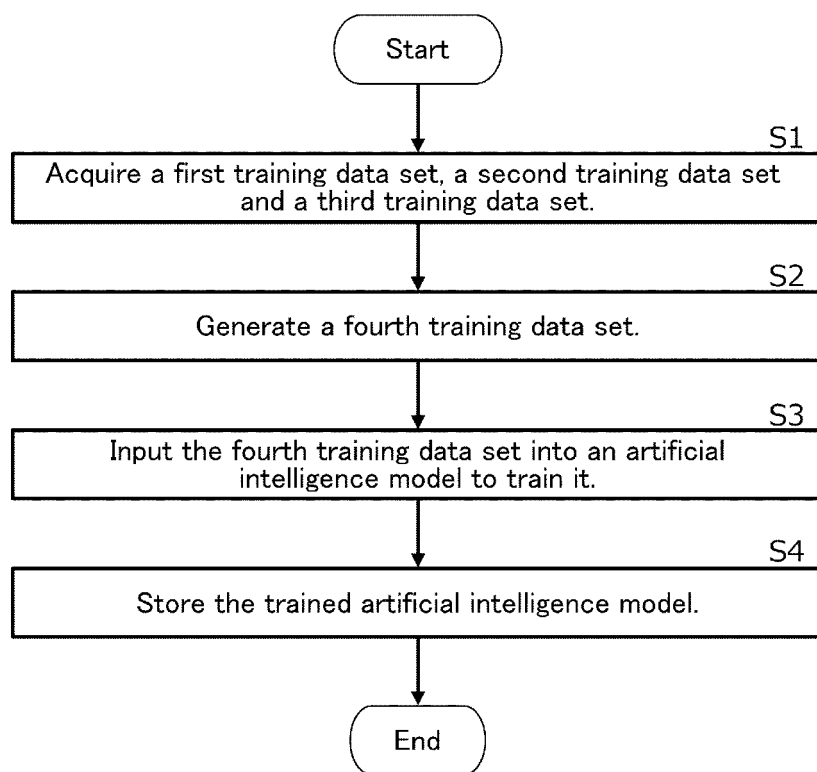 Start
S1
Acquire a first training data set, a second training data set
and a third training data set.
S2
Generate a fourth training data set.
S3
Input the fourth training data set into an artificial
intelligence model to train it.
S4
Store the trained artificial intelligence model.
End